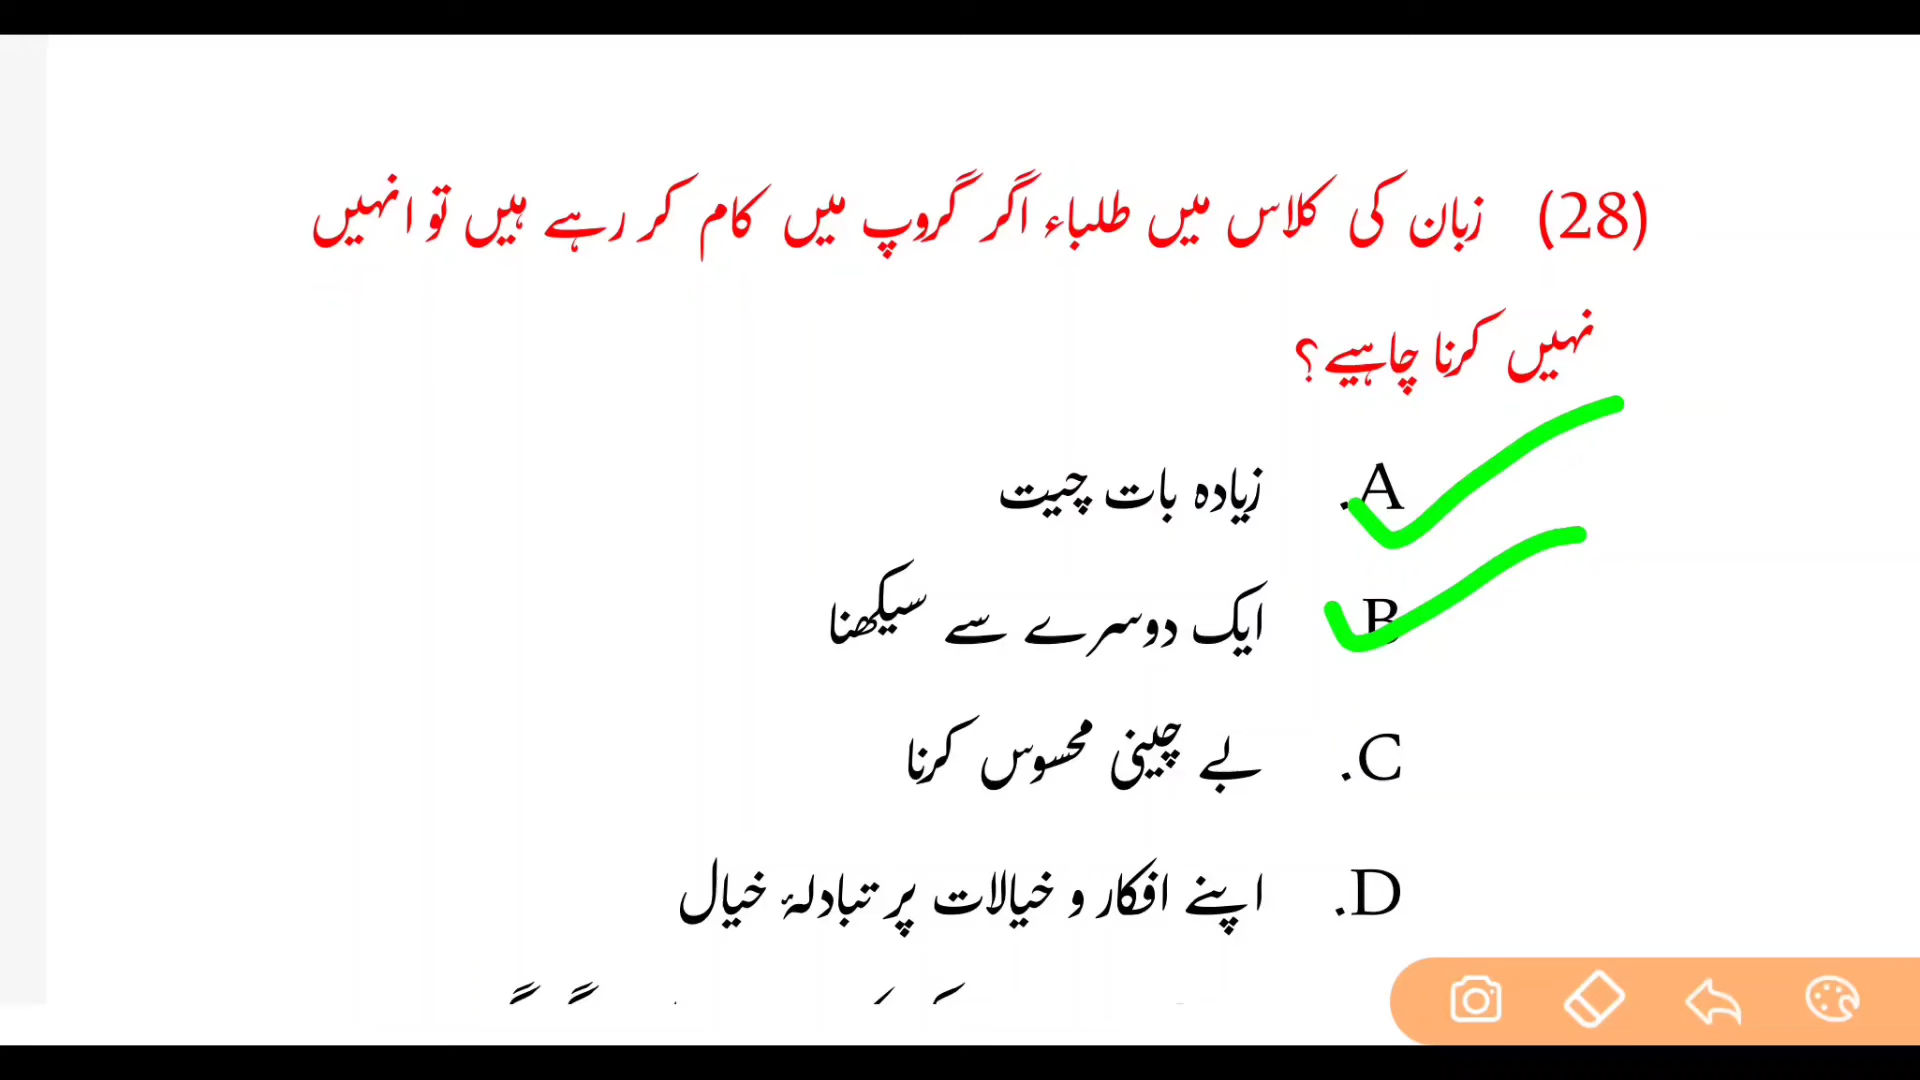 (28) زبان کی کلاس میں طلباء اگر گروپ میں کام کر رہے ہیں تو انہیں
نہیں کرنا چاہیے؟
A. زیادہ بات چیت
B ایک دوسرے سے سیکھنا
C. بے چینی محسوس کرنا
D. اپنے افکار و خیالات پر تبادلۂ خیال